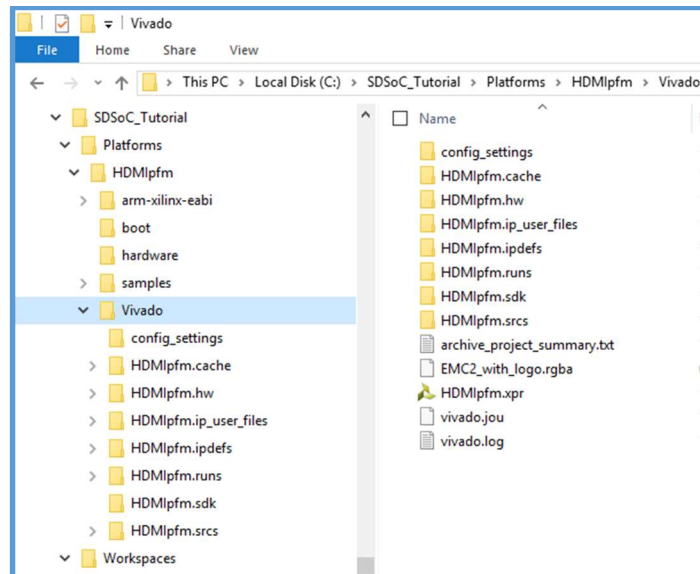 Vivado
File Home Share View
This PC > Local Disk (C:) > SDSoC_Tutorial > Platforms > HDMIpfm > Vivado
SDSoC_Tutorial
Platforms
HDMIpfm
arm-xilinx-eabi
boot
hardware
samples
Vivado
config_settings
HDMIpfm.cache
HDMIpfm.hw
HDMIpfm.ip_user_files
HDMIpfm.ipdefs
HDMIpfm.runs
HDMIpfm.sdk
HDMIpfm.srcs
Workspaces
Name
config_settings
HDMIpfm.cache
HDMIpfm.hw
HDMIpfm.ip_user_files
HDMIpfm.ipdefs
HDMIpfm.runs
HDMIpfm.sdk
HDMIpfm.srcs
archive_project_summary.txt
EMC2_with_logo.rgba
HDMIpfm.xpr
vivado.jou
vivado.log